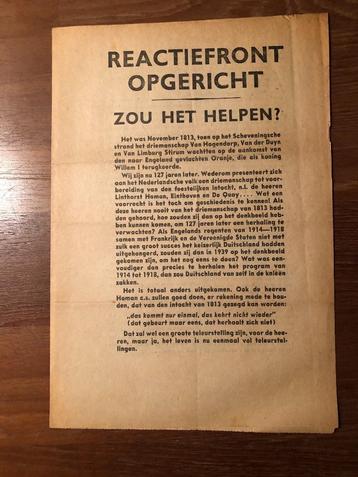 REACTIEFRONT
OPGERICHT
ZOU HET HELPEN?
Het was November 1813, toen op het Scheveningsche
strand het driemanschap Van Hogendorp, Van der Duyn
en Van Limburg Stirum wachtten op de aankomst van
den naar Engeland gevluchten Oranje, die als koning
Willem I terugkeerde.
Wij zijn nu 127 jaren later. Wederom presenteert zich
aan het Nederlandsche volk een driemanschap tot voor-
bereiding van den feestelijken intocht, n.l. de heeren
Linthorst Homan, Einthoven en De Quay.... Wat een
voorrecht is het toch om geschiedenis te kennen! Als
deze heeren nooit van het driemanschap van 1813 had-
den gehoord, hoe zouden zij dan op het denkbeeld heb-
ben kunnen komen, om 127 jaren later een herhaling te
verwachten? Als Engelands regenten van 1914—1918
samen met Frankrijk en de Vereenigde Staten niet met
zulk een groot succes het keizerlijk Duitschland hadden
uitgehongerd, zouden zij dan in 1939 op het denkbeeld
gekomen zijn, om het nog eens te doen? Wat was een-
voudiger dan precies te herhalen het program van
1914 tot 1918, dan zou Duitschland van zelf in de knieën
zakken.
Het is totaal anders uitgekomen. Ook de heeren
Homan c.s. zullen goed doen, er rekening mede te hou-
den, dat van den intocht van 1813 gezegd kan worden:
„das kommt nur einmal, das kehrt nicht wieder”
(dat gebeurt maar eens, dat herhaalt zich niet)
Dat zal wel een groote teleurstelling zijn, voor de hee-
ren, maar ja, het leven is nu eenmaal vol teleurstel-
lingen.